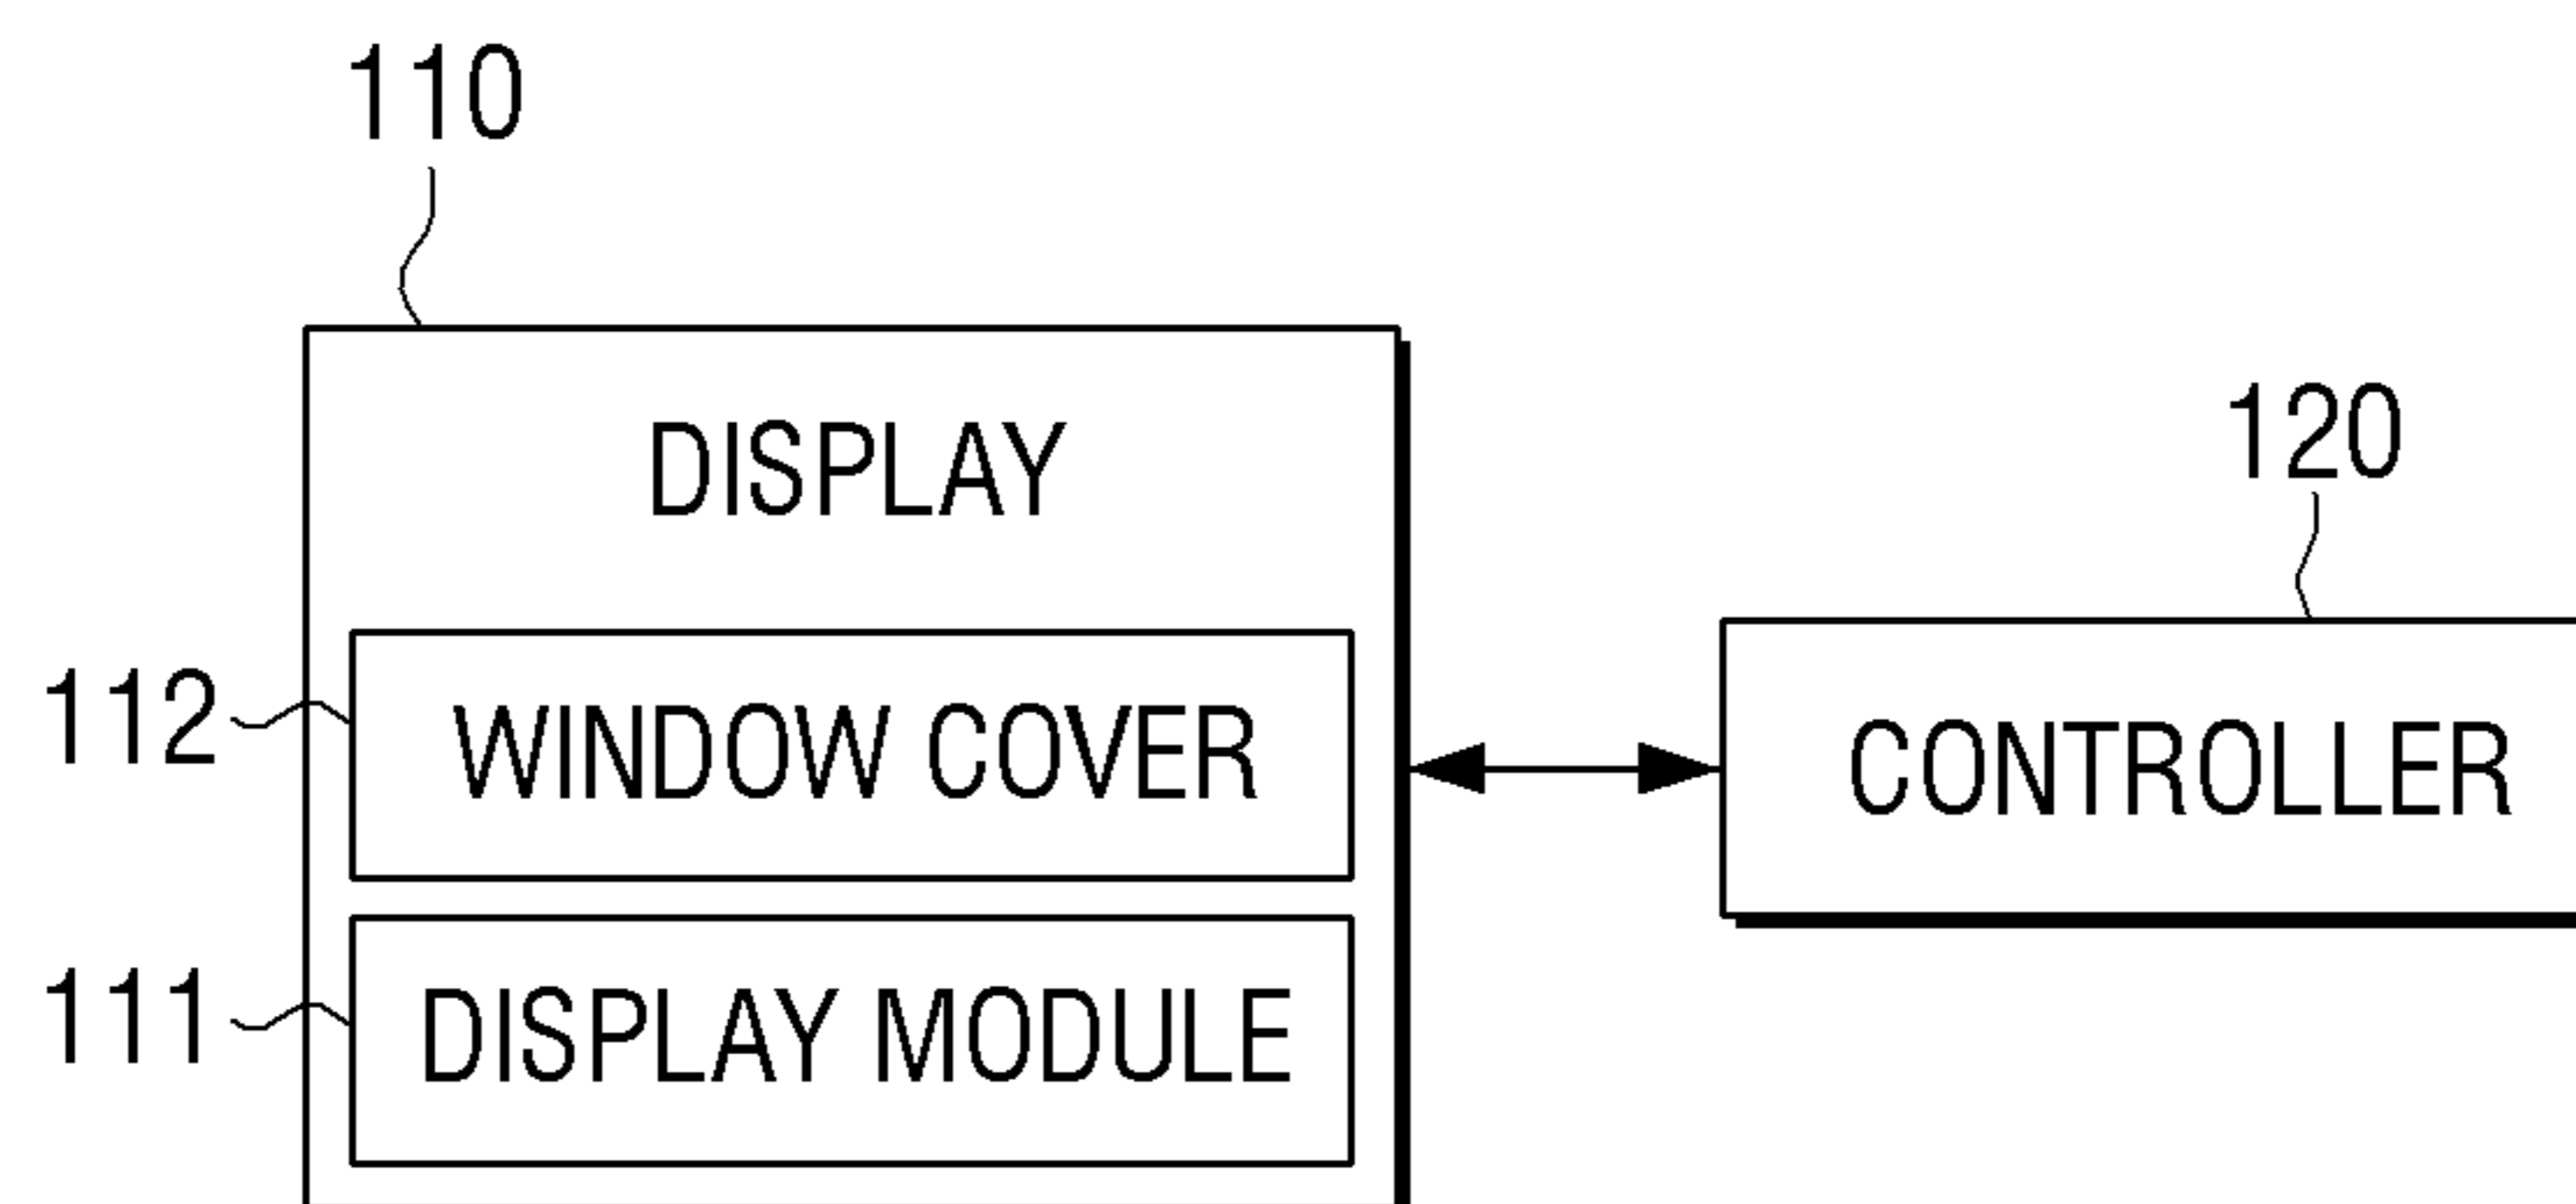 110
DISPLAY
120
112
WINDOW COVER
CONTROLLER
111
DISPLAY MODULE